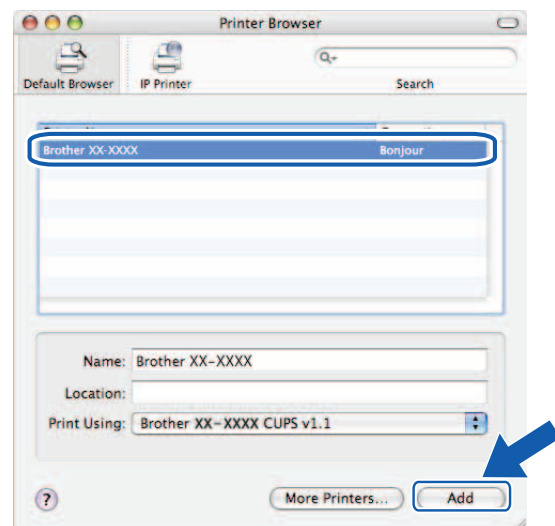 Printer Browser
Default Browser
IP Printer
Search
Brother XX-XXXX Bonjour
Name: Brother XX-XXXX
Location:
Print Using: Brother XX-XXXX CUPS v1.1
? More Printers... Add